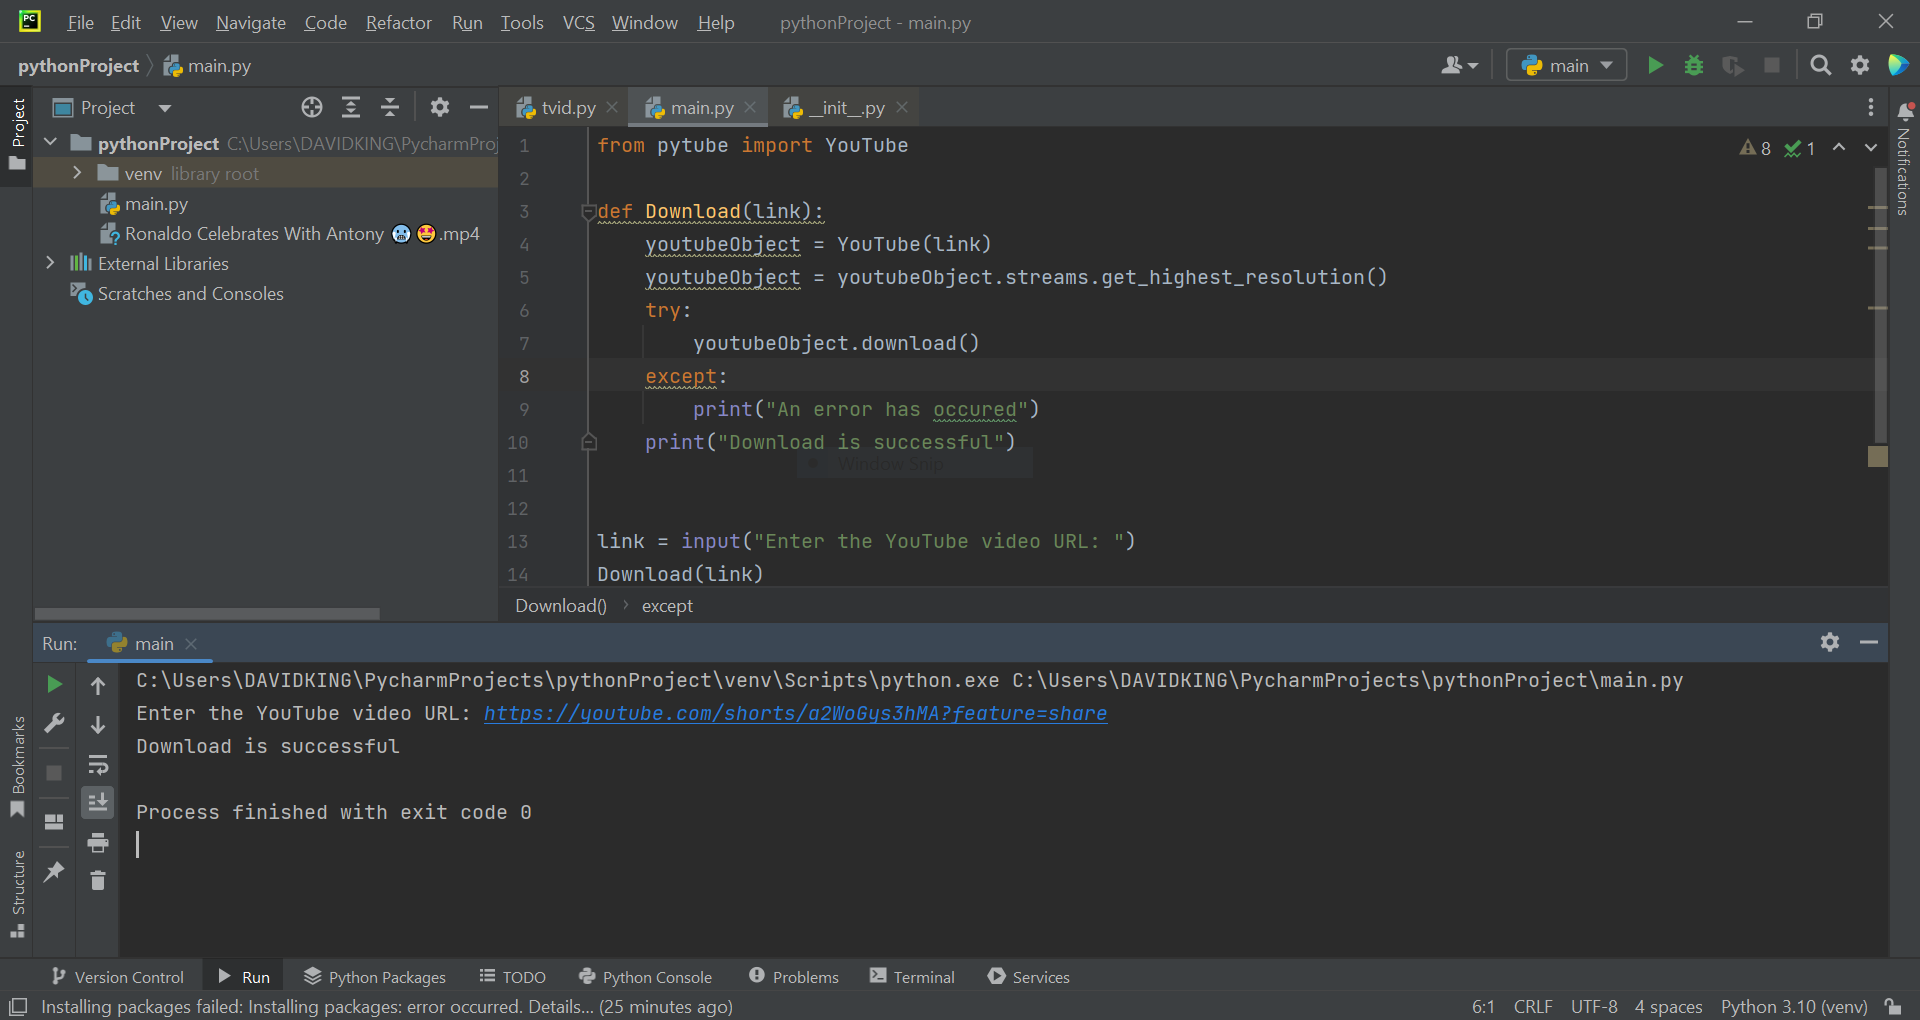 PC File Edit View Navigate Code Refactor Run Tools VCS Window Help pythonProject - main.py
pythonProject main.py
main
Project
Project
tvid.py main.py __init__.py
Notifications
pythonProject C:\Users\DAVIDKING\PycharmProj
venv library root
main.py
Ronaldo Celebrates With Antony 🥶🤩.mp4
External Libraries
Scratches and Consoles
8 1
1 from pytube import YouTube
2
3 def Download(link):
4 youtubeObject = YouTube(link)
5 youtubeObject = youtubeObject.streams.get_highest_resolution()
6 try:
7 youtubeObject.download()
8 except:
9 print("An error has occured")
10 print("Download is successful")
Window Snip
11
12
13 link = input("Enter the YouTube video URL: ")
14 Download(link)
Download() › except
Run: main
C:\Users\DAVIDKING\PycharmProjects\pythonProject\venv\Scripts\python.exe C:\Users\DAVIDKING\PycharmProjects\pythonProject\main.py
Enter the YouTube video URL: https://youtube.com/shorts/a2WoGys3hMA?feature=share
Download is successful
Process finished with exit code 0
Bookmarks
Structure
Version Control Run Python Packages TODO Python Console Problems Terminal Services
Installing packages failed: Installing packages: error occurred. Details... (25 minutes ago) 6:1 CRLF UTF-8 4 spaces Python 3.10 (venv)